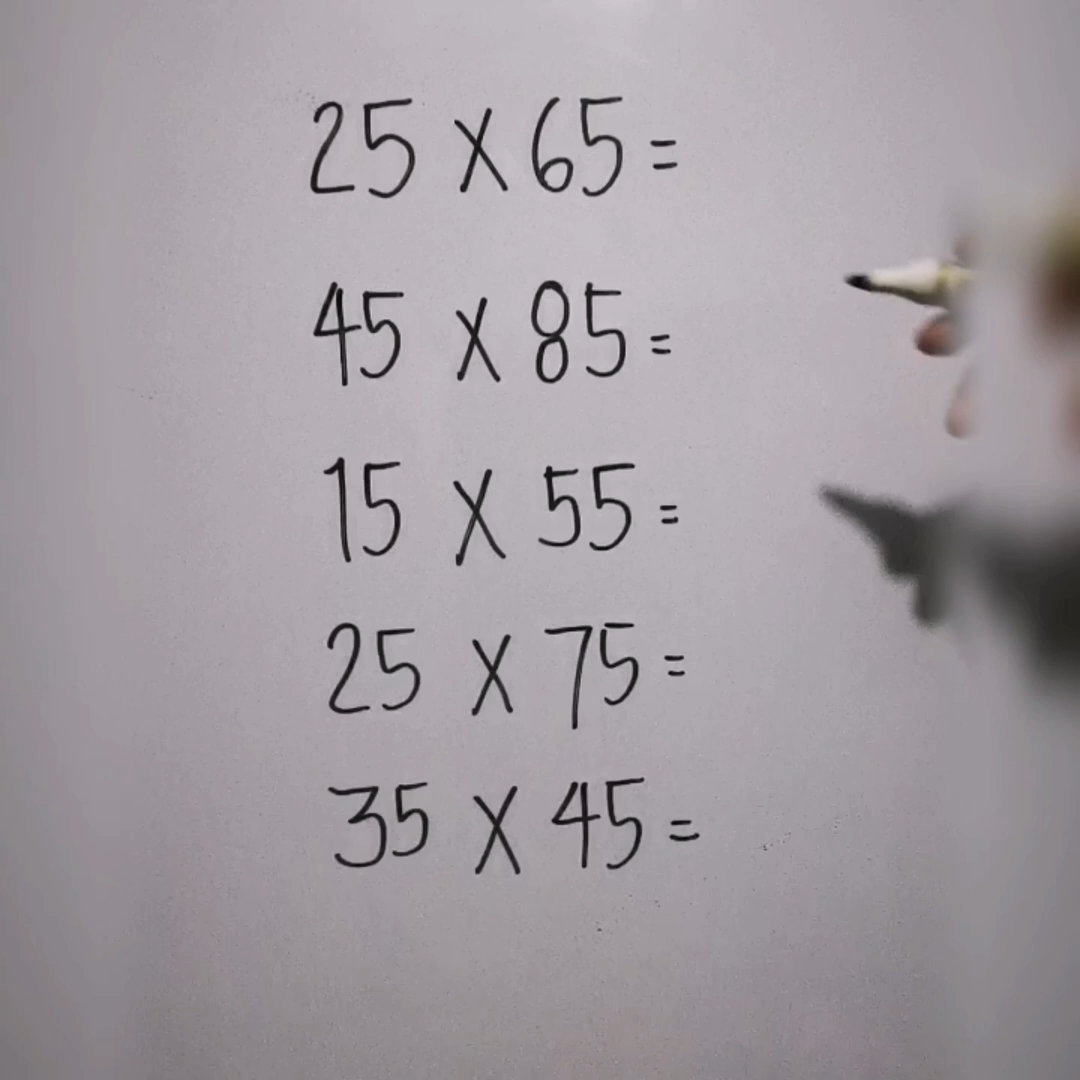 25 X 65 =
45 X 85 =
15 X 55 =
25 X 75 =
35 X 45 =